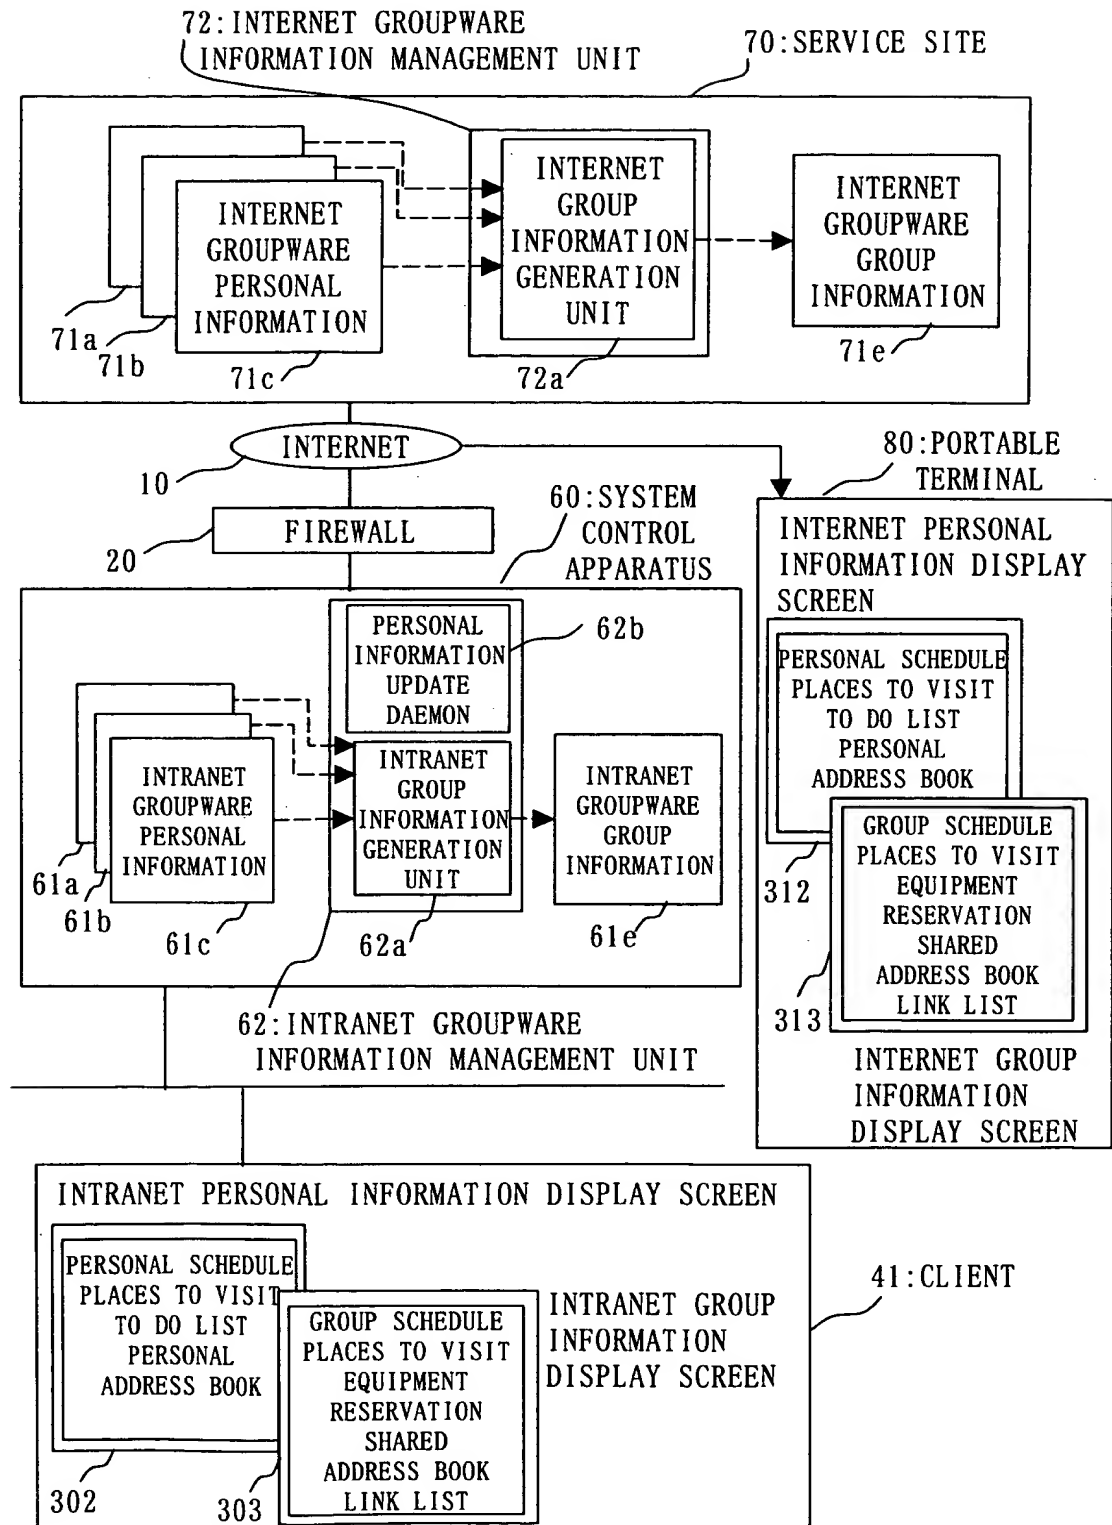 72:INTERNET GROUPWARE
INFORMATION MANAGEMENT UNIT
70:SERVICE SITE
INTERNET
GROUPWARE
PERSONAL
INFORMATION
71a
71b
71c
INTERNET
GROUP
INFORMATION
GENERATION
UNIT
72a
INTERNET
GROUPWARE
GROUP
INFORMATION
71e
INTERNET
10
FIREWALL
20
60:SYSTEM
CONTROL
APPARATUS
80:PORTABLE
TERMINAL
INTERNET PERSONAL
INFORMATION DISPLAY
SCREEN
PERSONAL SCHEDULE
PLACES TO VISIT
TO DO LIST
PERSONAL
ADDRESS BOOK
312
GROUP SCHEDULE
PLACES TO VISIT
EQUIPMENT
RESERVATION
SHARED
ADDRESS BOOK
LINK LIST
313
INTERNET GROUP
INFORMATION
DISPLAY SCREEN
PERSONAL
INFORMATION
UPDATE
DAEMON
62b
INTRANET
GROUPWARE
PERSONAL
INFORMATION
61a
61b
61c
INTRANET
GROUP
INFORMATION
GENERATION
UNIT
62a
INTRANET
GROUPWARE
GROUP
INFORMATION
61e
62:INTRANET GROUPWARE
INFORMATION MANAGEMENT UNIT
INTRANET PERSONAL INFORMATION DISPLAY SCREEN
PERSONAL SCHEDULE
PLACES TO VISIT
TO DO LIST
PERSONAL
ADDRESS BOOK
302
GROUP SCHEDULE
PLACES TO VISIT
EQUIPMENT
RESERVATION
SHARED
ADDRESS BOOK
LINK LIST
303
INTRANET GROUP
INFORMATION
DISPLAY SCREEN
41:CLIENT